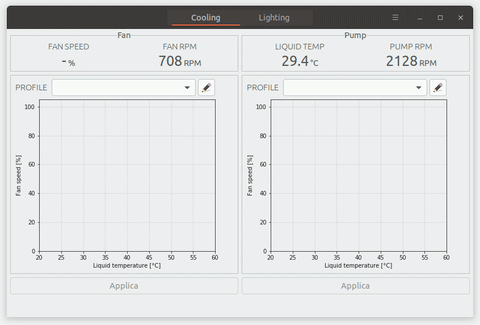 Cooling Lighting
Fan
FAN SPEED FAN RPM
- % 708 RPM
PROFILE
100
80
60
40
20
0
Fan speed [%]
20 25 30 35 40 45 50 55 60
Liquid temperature [°C]
Applica
Pump
LIQUID TEMP PUMP RPM
29.4 °C 2128 RPM
PROFILE
100
80
60
40
20
0
Fan speed [%]
20 25 30 35 40 45 50 55 60
Liquid temperature [°C]
Applica